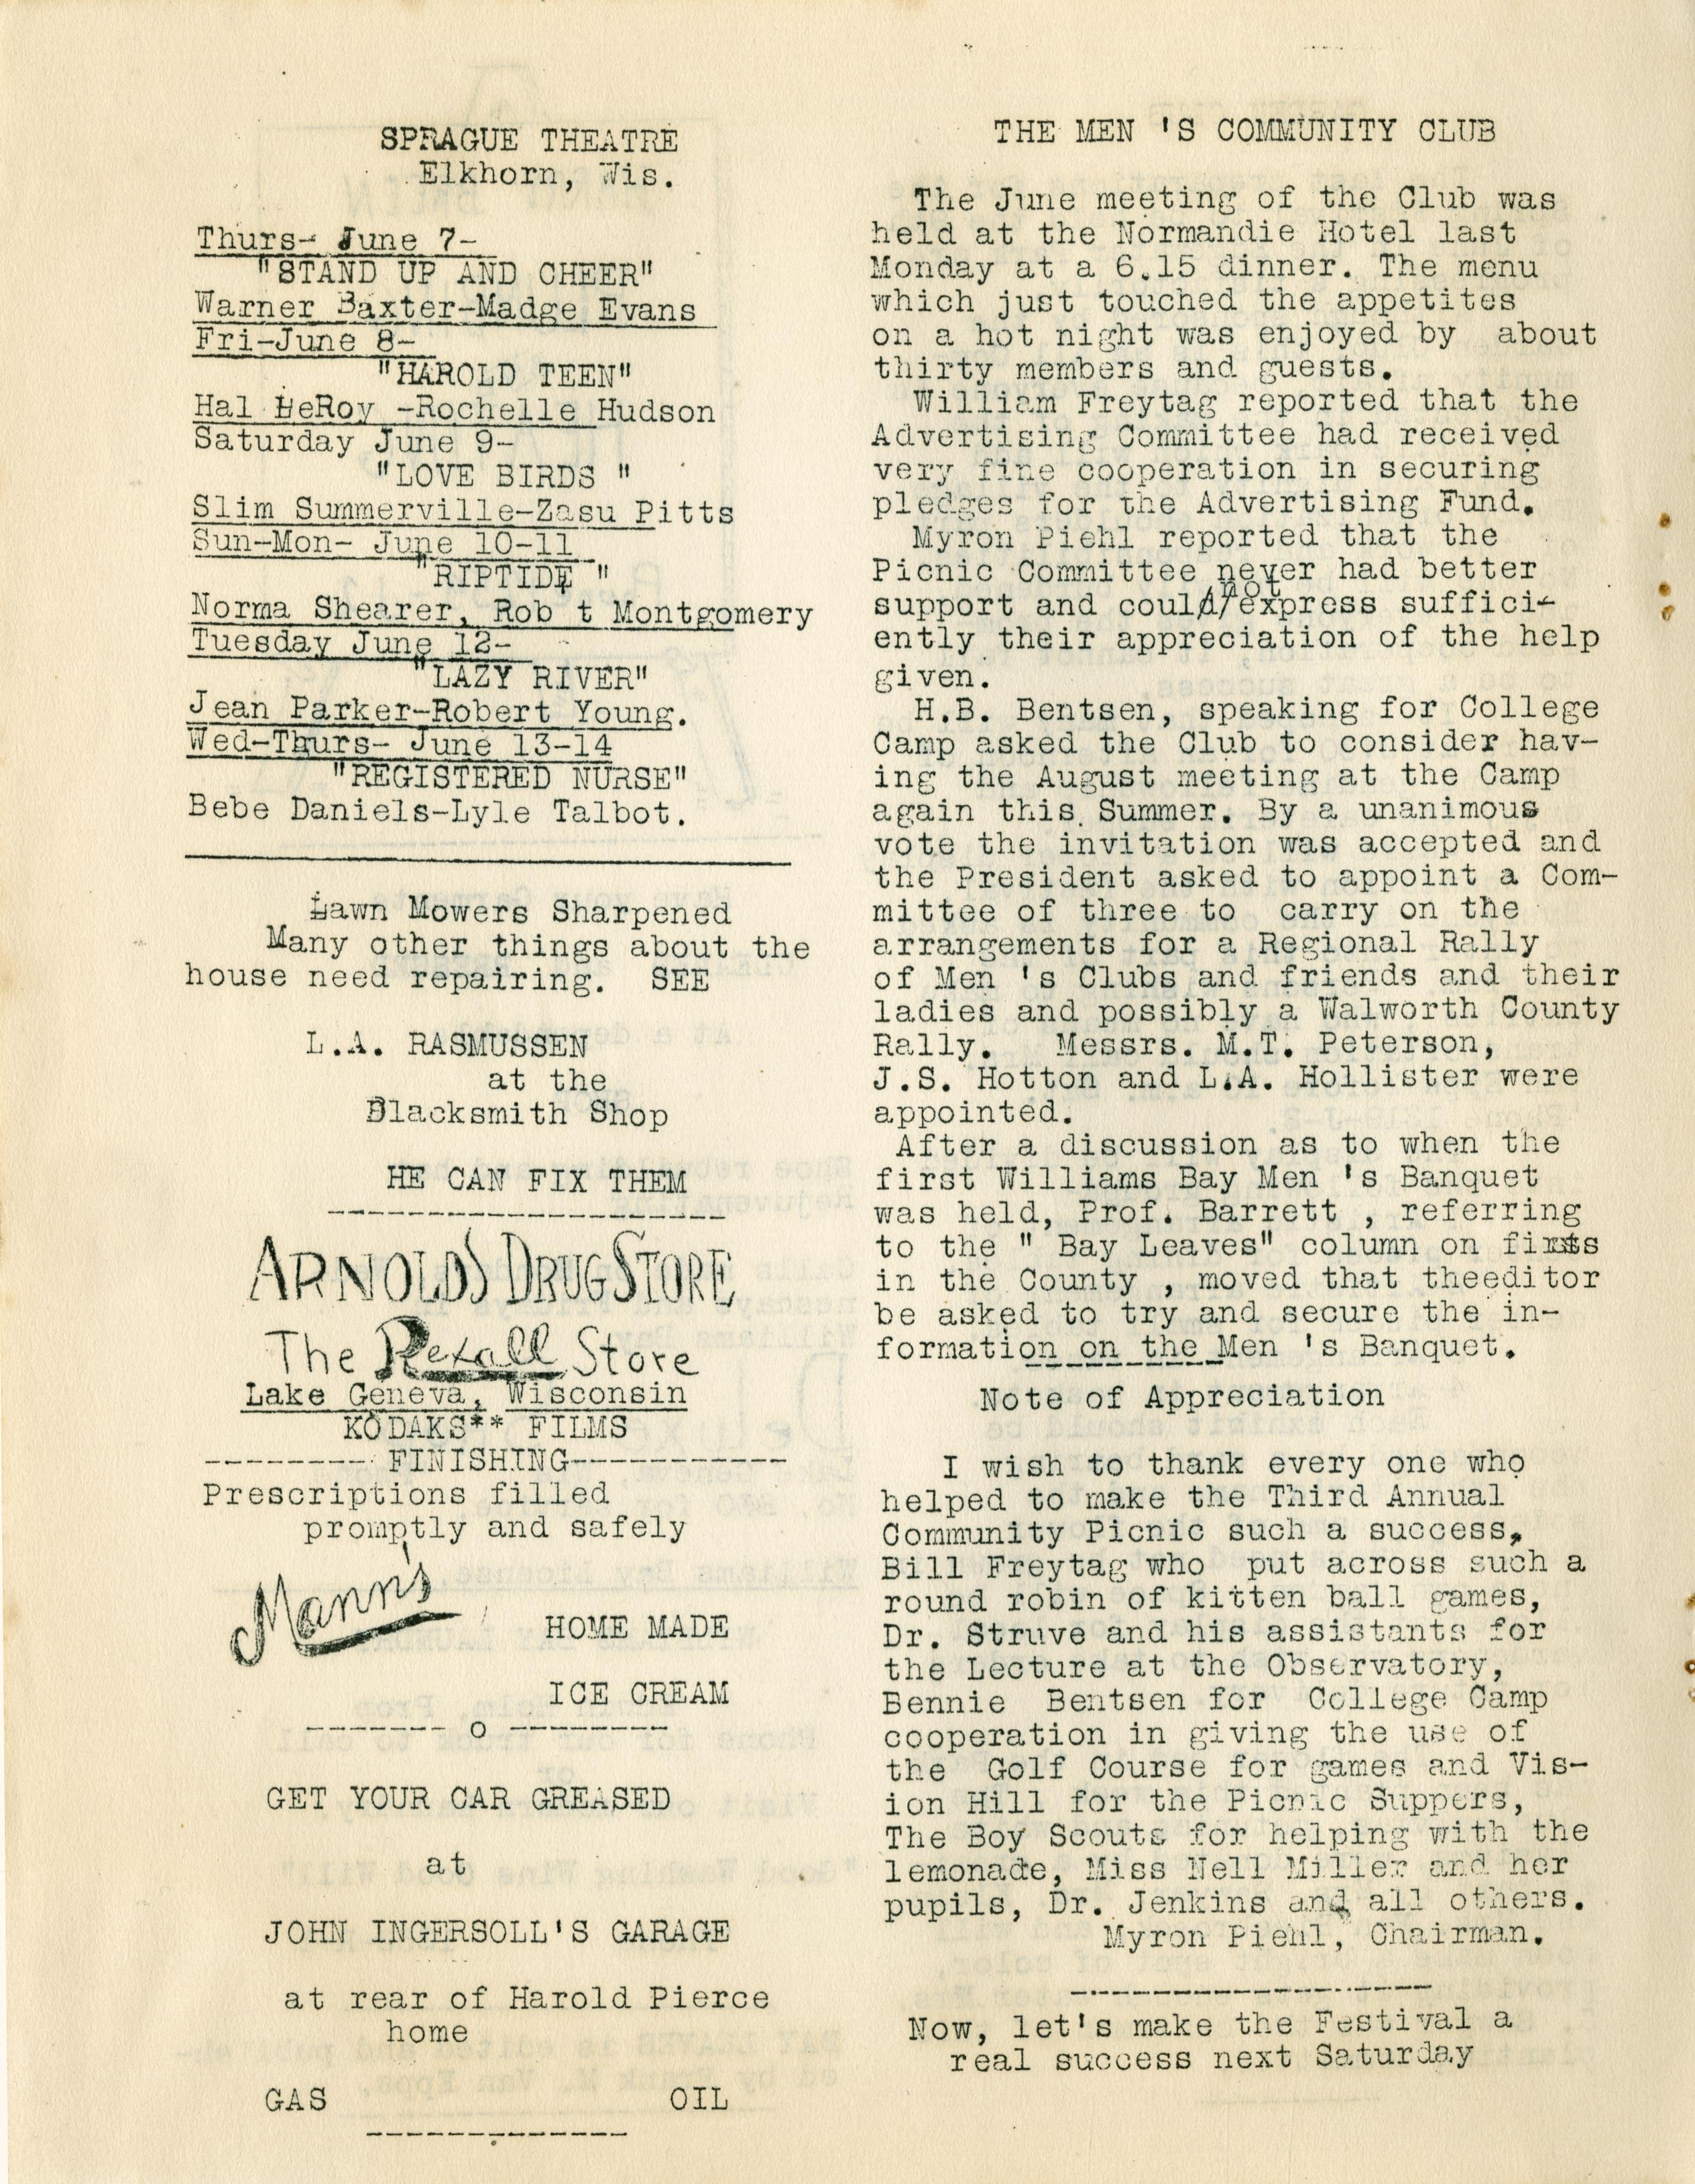 SPRAGUE THEATRE
Elkhorn, Wis.
Thurs- June 7-
"STAND UP AND CHEER"
Warner Baxter-Madge Evans
Fri-June 8-
"HAROLD TEEN"
Hal LeRoy -Rochelle Hudson
Saturday June 9-
"LOVE BIRDS "
Slim Summerville-Zasu Pitts
Sun-Mon- June 10-11
"RIPTIDE "
Norma Shearer, Rob t Montgomery
Tuesday June 12-
"LAZY RIVER"
Jean Parker-Robert Young.
Wed-Thurs- June 13-14
"REGISTERED NURSE"
Bebe Daniels-Lyle Talbot.
Lawn Mowers Sharpened
Many other things about the
house need repairing. SEE
L.A. RASMUSSEN
at the
Blacksmith Shop
HE CAN FIX THEM
--------------------
ARNOLD'S DRUG STORE
The Rexall Store
Lake Geneva, Wisconsin
KODAKS** FILMS
-------- FINISHING-----------
Prescriptions filled
promptly and safely
Mann's
HOME MADE
ICE CREAM
------- o --------
GET YOUR CAR GREASED
at
JOHN INGERSOLL'S GARAGE
at rear of Harold Pierce
home
GAS OIL
-------------
THE MEN 'S COMMUNITY CLUB
The June meeting of the Club was
held at the Normandie Hotel last
Monday at a 6.15 dinner. The menu
which just touched the appetites
on a hot night was enjoyed by about
thirty members and guests.
William Freytag reported that the
Advertising Committee had received
very fine cooperation in securing
pledges for the Advertising Fund.
Myron Piehl reported that the
Picnic Committee never had better
not
support and could/express suffici-
ently their appreciation of the help
given.
H.B. Bentsen, speaking for College
Camp asked the Club to consider hav-
ing the August meeting at the Camp
again this Summer. By a unanimous
vote the invitation was accepted and
the President asked to appoint a Com-
mittee of three to carry on the
arrangements for a Regional Rally
of Men 's Clubs and friends and their
ladies and possibly a Walworth County
Rally. Messrs. M.T. Peterson,
J.S. Hotton and L.A. Hollister were
appointed.
After a discussion as to when the
first Williams Bay Men 's Banquet
was held, Prof. Barrett , referring
to the " Bay Leaves" column on firsts
in the County , moved that theeditor
be asked to try and secure the in-
formation on the Men 's Banquet.
----------
Note of Appreciation
I wish to thank every one who
helped to make the Third Annual
Community Picnic such a success,
Bill Freytag who put across such a
round robin of kitten ball games,
Dr. Struve and his assistants for
the Lecture at the Observatory,
Bennie Bentsen for College Camp
cooperation in giving the use of
the Golf Course for games and Vis-
ion Hill for the Picnic Suppers,
The Boy Scouts for helping with the
lemonade, Miss Nell Miller and her
pupils, Dr. Jenkins and all others.
Myron Piehl, Chairman.
------------------
Now, let's make the Festival a
real success next Saturday